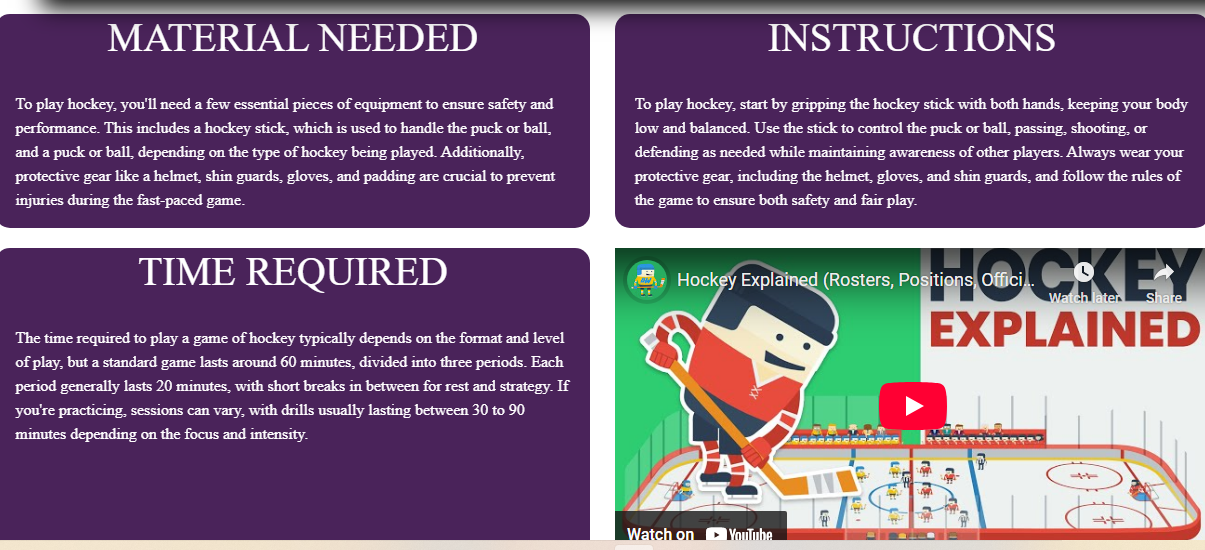 MATERIAL NEEDED
To play hockey, you'll need a few essential pieces of equipment to ensure safety and
performance. This includes a hockey stick, which is used to handle the puck or ball,
and a puck or ball, depending on the type of hockey being played. Additionally,
protective gear like a helmet, shin guards, gloves, and padding are crucial to prevent
injuries during the fast-paced game.
INSTRUCTIONS
To play hockey, start by gripping the hockey stick with both hands, keeping your body
low and balanced. Use the stick to control the puck or ball, passing, shooting, or
defending as needed while maintaining awareness of other players. Always wear your
protective gear, including the helmet, gloves, and shin guards, and follow the rules of
the game to ensure both safety and fair play.
TIME REQUIRED
The time required to play a game of hockey typically depends on the format and level
of play, but a standard game lasts around 60 minutes, divided into three periods. Each
period generally lasts 20 minutes, with short breaks in between for rest and strategy. If
you're practicing, sessions can vary, with drills usually lasting between 30 to 90
minutes depending on the focus and intensity.
Hockey Explained (Rosters, Positions, Offici...
Watch later
Share
HOCKEY
EXPLAINED
Watch on YouTube